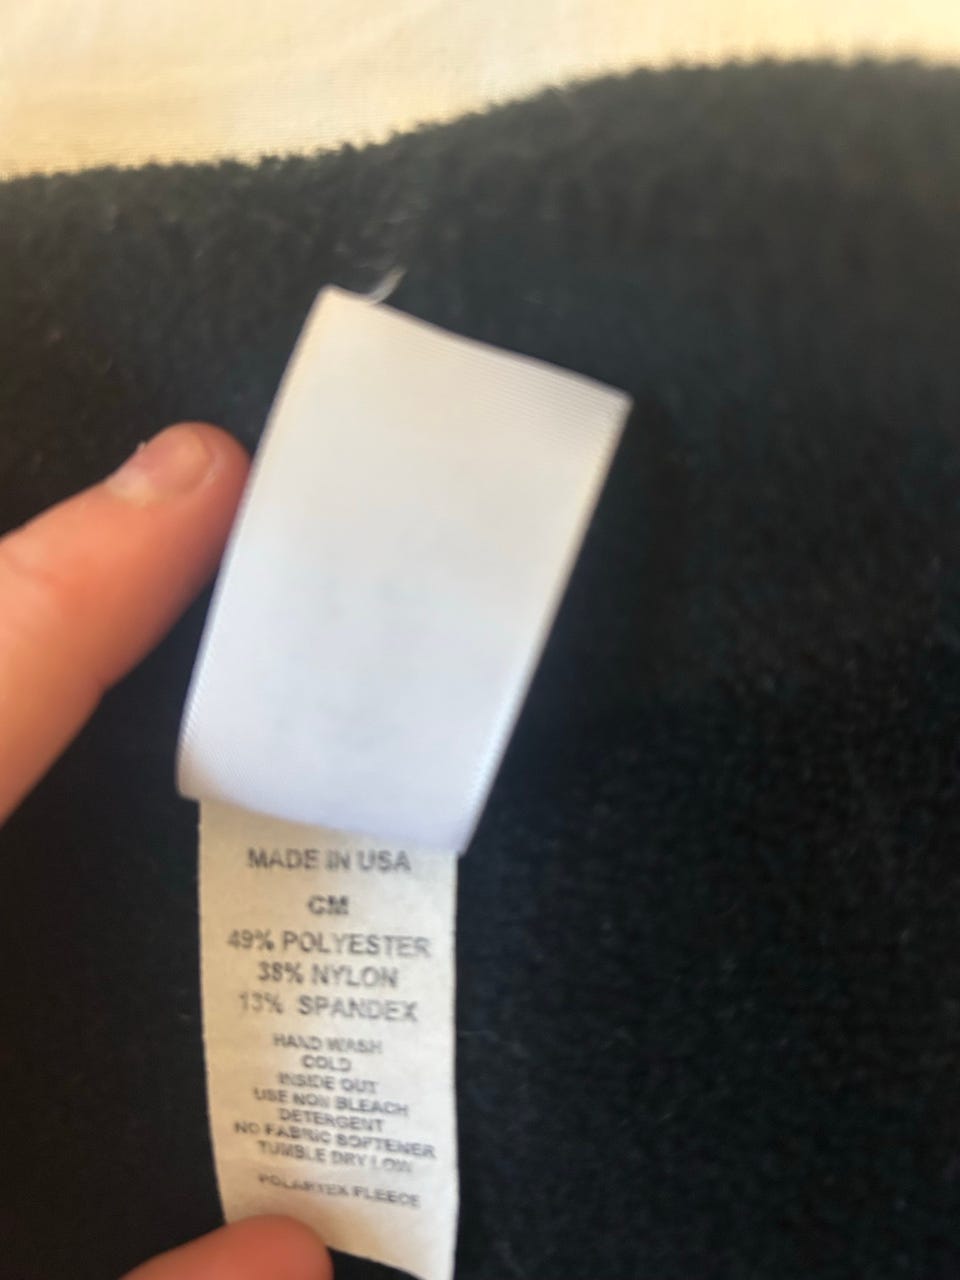 MADE IN USA
CM
49% POLYESTER
38% NYLON
13% SPANDEX
HAND WASH
COLD
INSIDE OUT
USE NON BLEACH
DETERGENT
NO FABRIC SOFTENER
TUMBLE DRY LOW
POLARTEX FLEECE